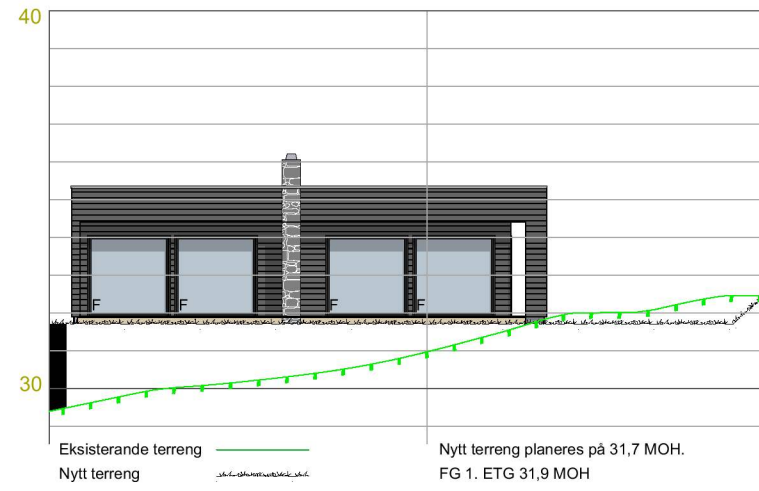 40
F
F
F
F
30
Eksisterande terreng
Nytt terreng planeres på 31,7 MOH.
Nytt terreng
FG 1. ETG 31,9 MOH